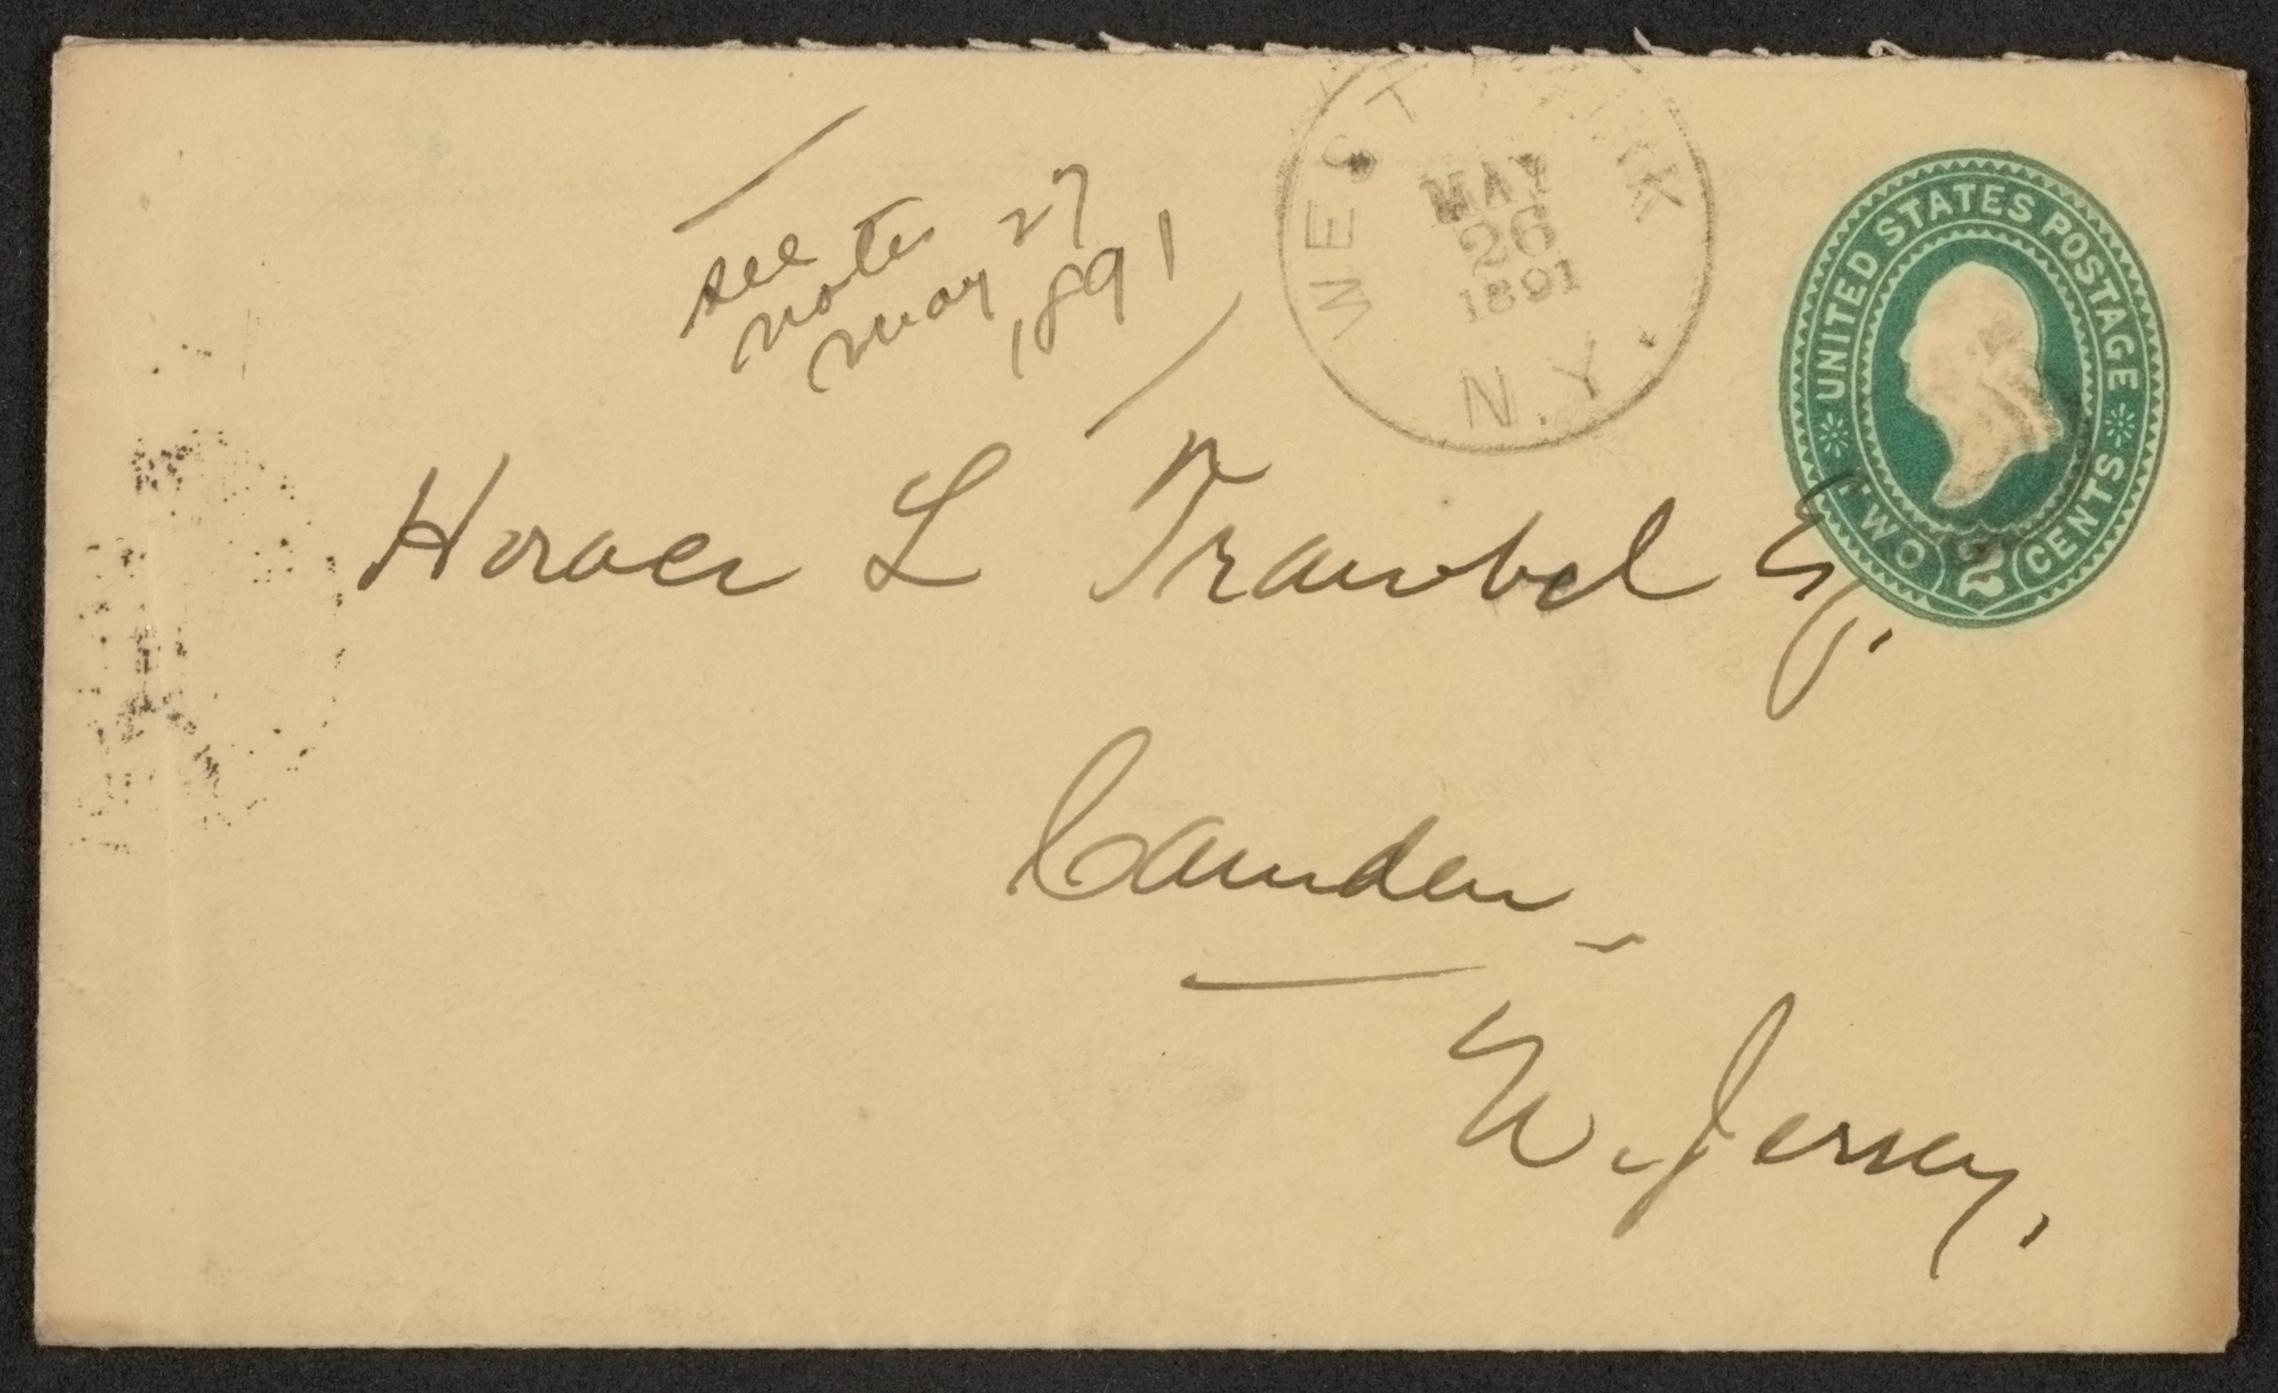 see
notes
May 27
1891
WEST PARK
MAY
26
1891
N.Y.
UNITED STATES POSTAGE
TWO 2 CENTS
Horace L Traubel Esq.
Camden
N. Jersey.